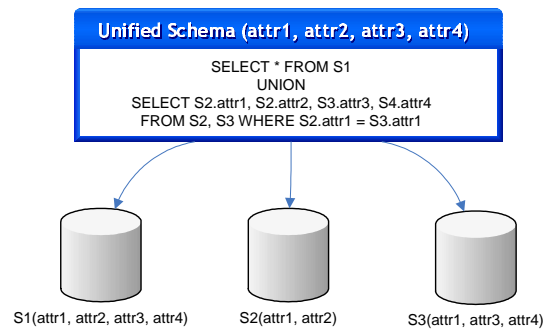 Unified Schema (attr1, attr2, attr3, attr4)
SELECT * FROM S1
UNION
SELECT S2.attr1, S2.attr2, S3.attr3, S4.attr4
FROM S2, S3 WHERE S2.attr1 = S3.attr1
S1(attr1, attr2, attr3, attr4)
S2(attr1, attr2)
S3(attr1, attr3, attr4)